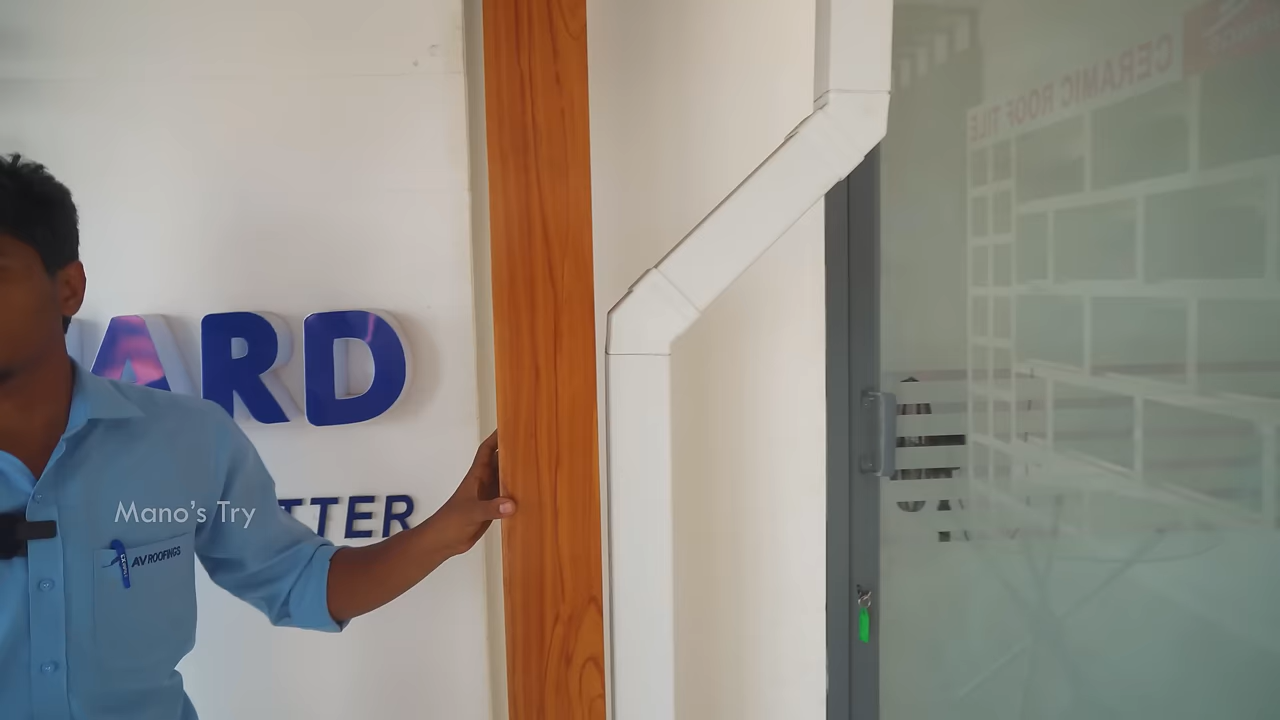 ARD
TTER
Mano's Try
AV ROOFINGS
CERAMIC ROOF TILE